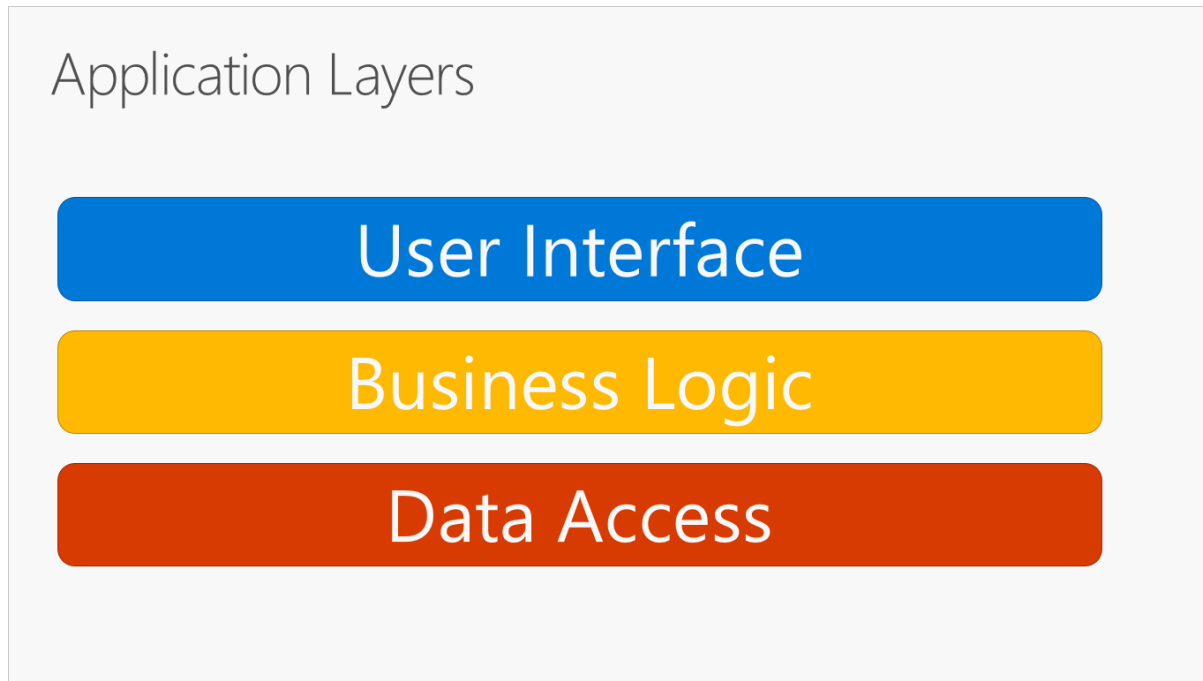 Application Layers
User Interface
Business Logic
Data Access